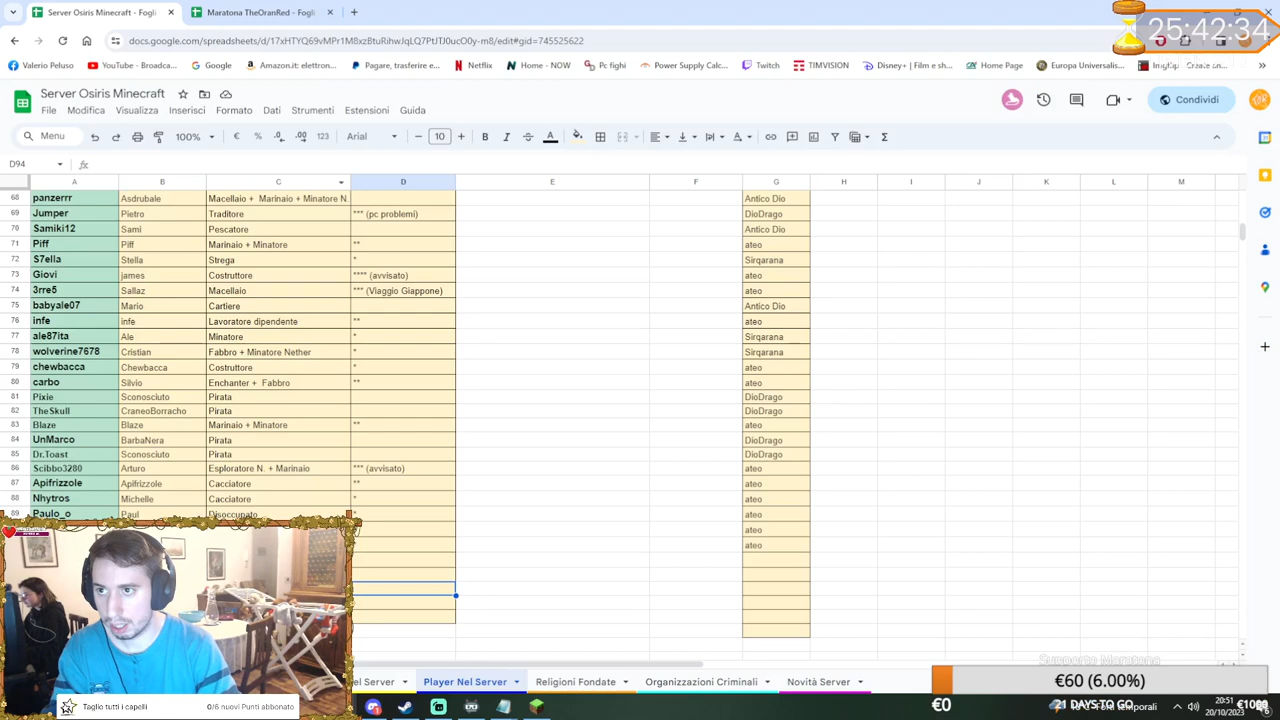 Server Osiris Minecraft - Fogli
Maratona TheOranRed - Fogli
25:42:34
docs.google.com/spreadsheets/d/17xHTYQ69vMPr1M8xzBtuRihwJqLQ
/edit#gid=745525622
Valerio Peluso
YouTube - Broadca...
Google
Amazon.it: elettron...
Pagare, trasferire e...
Netflix
Home - NOW
Pc fighi
Power Supply Calc...
Twitch
TIMVISION
Disney+ | Film e sh...
Home Page
Europa Universalis...
Server Osiris Minecraft
File Modifica Visualizza Inserisci Formato Dati Strumenti Estensioni Guida
Condividi
Menu 100% € % .0 .00 123 Arial 10 B I A Σ
D94 fx
A B C D E F G H I J K L M
68 panzerrr Asdrubale Macellaio + Marinaio + Minatore N. Antico Dio
69 Jumper Pietro Traditore *** (pc problemi) DioDrago
70 Samiki12 Sami Pescatore Antico Dio
71 Piff Piff Marinaio + Minatore ** ateo
72 S7ella Stella Strega * Sirqarana
73 Giovi james Costruttore **** (avvisato) ateo
74 3rre5 Sallaz Macellaio *** (Viaggio Giappone) ateo
75 babyale07 Mario Cartiere Antico Dio
76 infe infe Lavoratore dipendente ** ateo
77 ale87ita Ale Minatore * Sirqarana
78 wolverine7678 Cristian Fabbro + Minatore Nether * Sirqarana
79 chewbacca Chewbacca Costruttore * ateo
80 carbo Silvio Enchanter + Fabbro ** ateo
81 Pixie Sconosciuto Pirata DioDrago
82 TheSkull CraneoBorracho Pirata DioDrago
83 Blaze Blaze Marinaio + Minatore ** ateo
84 UnMarco BarbaNera Pirata DioDrago
85 Dr.Toast Sconosciuto Pirata DioDrago
86 Scibbo3280 Arturo Esploratore N. + Marinaio *** (avvisato) ateo
87 Apifrizzole Apifrizzole Cacciatore ** ateo
88 Nhytros Michelle Cacciatore * ateo
89 Paulo_o Paul Disoccupato * ateo
ateo
ateo
el Server
Player Nel Server
Religioni Fondate
Organizzazioni Criminali
Novità Server
Supporto Maratona
€60 (6.00%)
€0
21 DAYS TO GO
€1000
Taglio tutti i capelli
0/6 nuovi Punti abbonato
20:51
20/10/2023